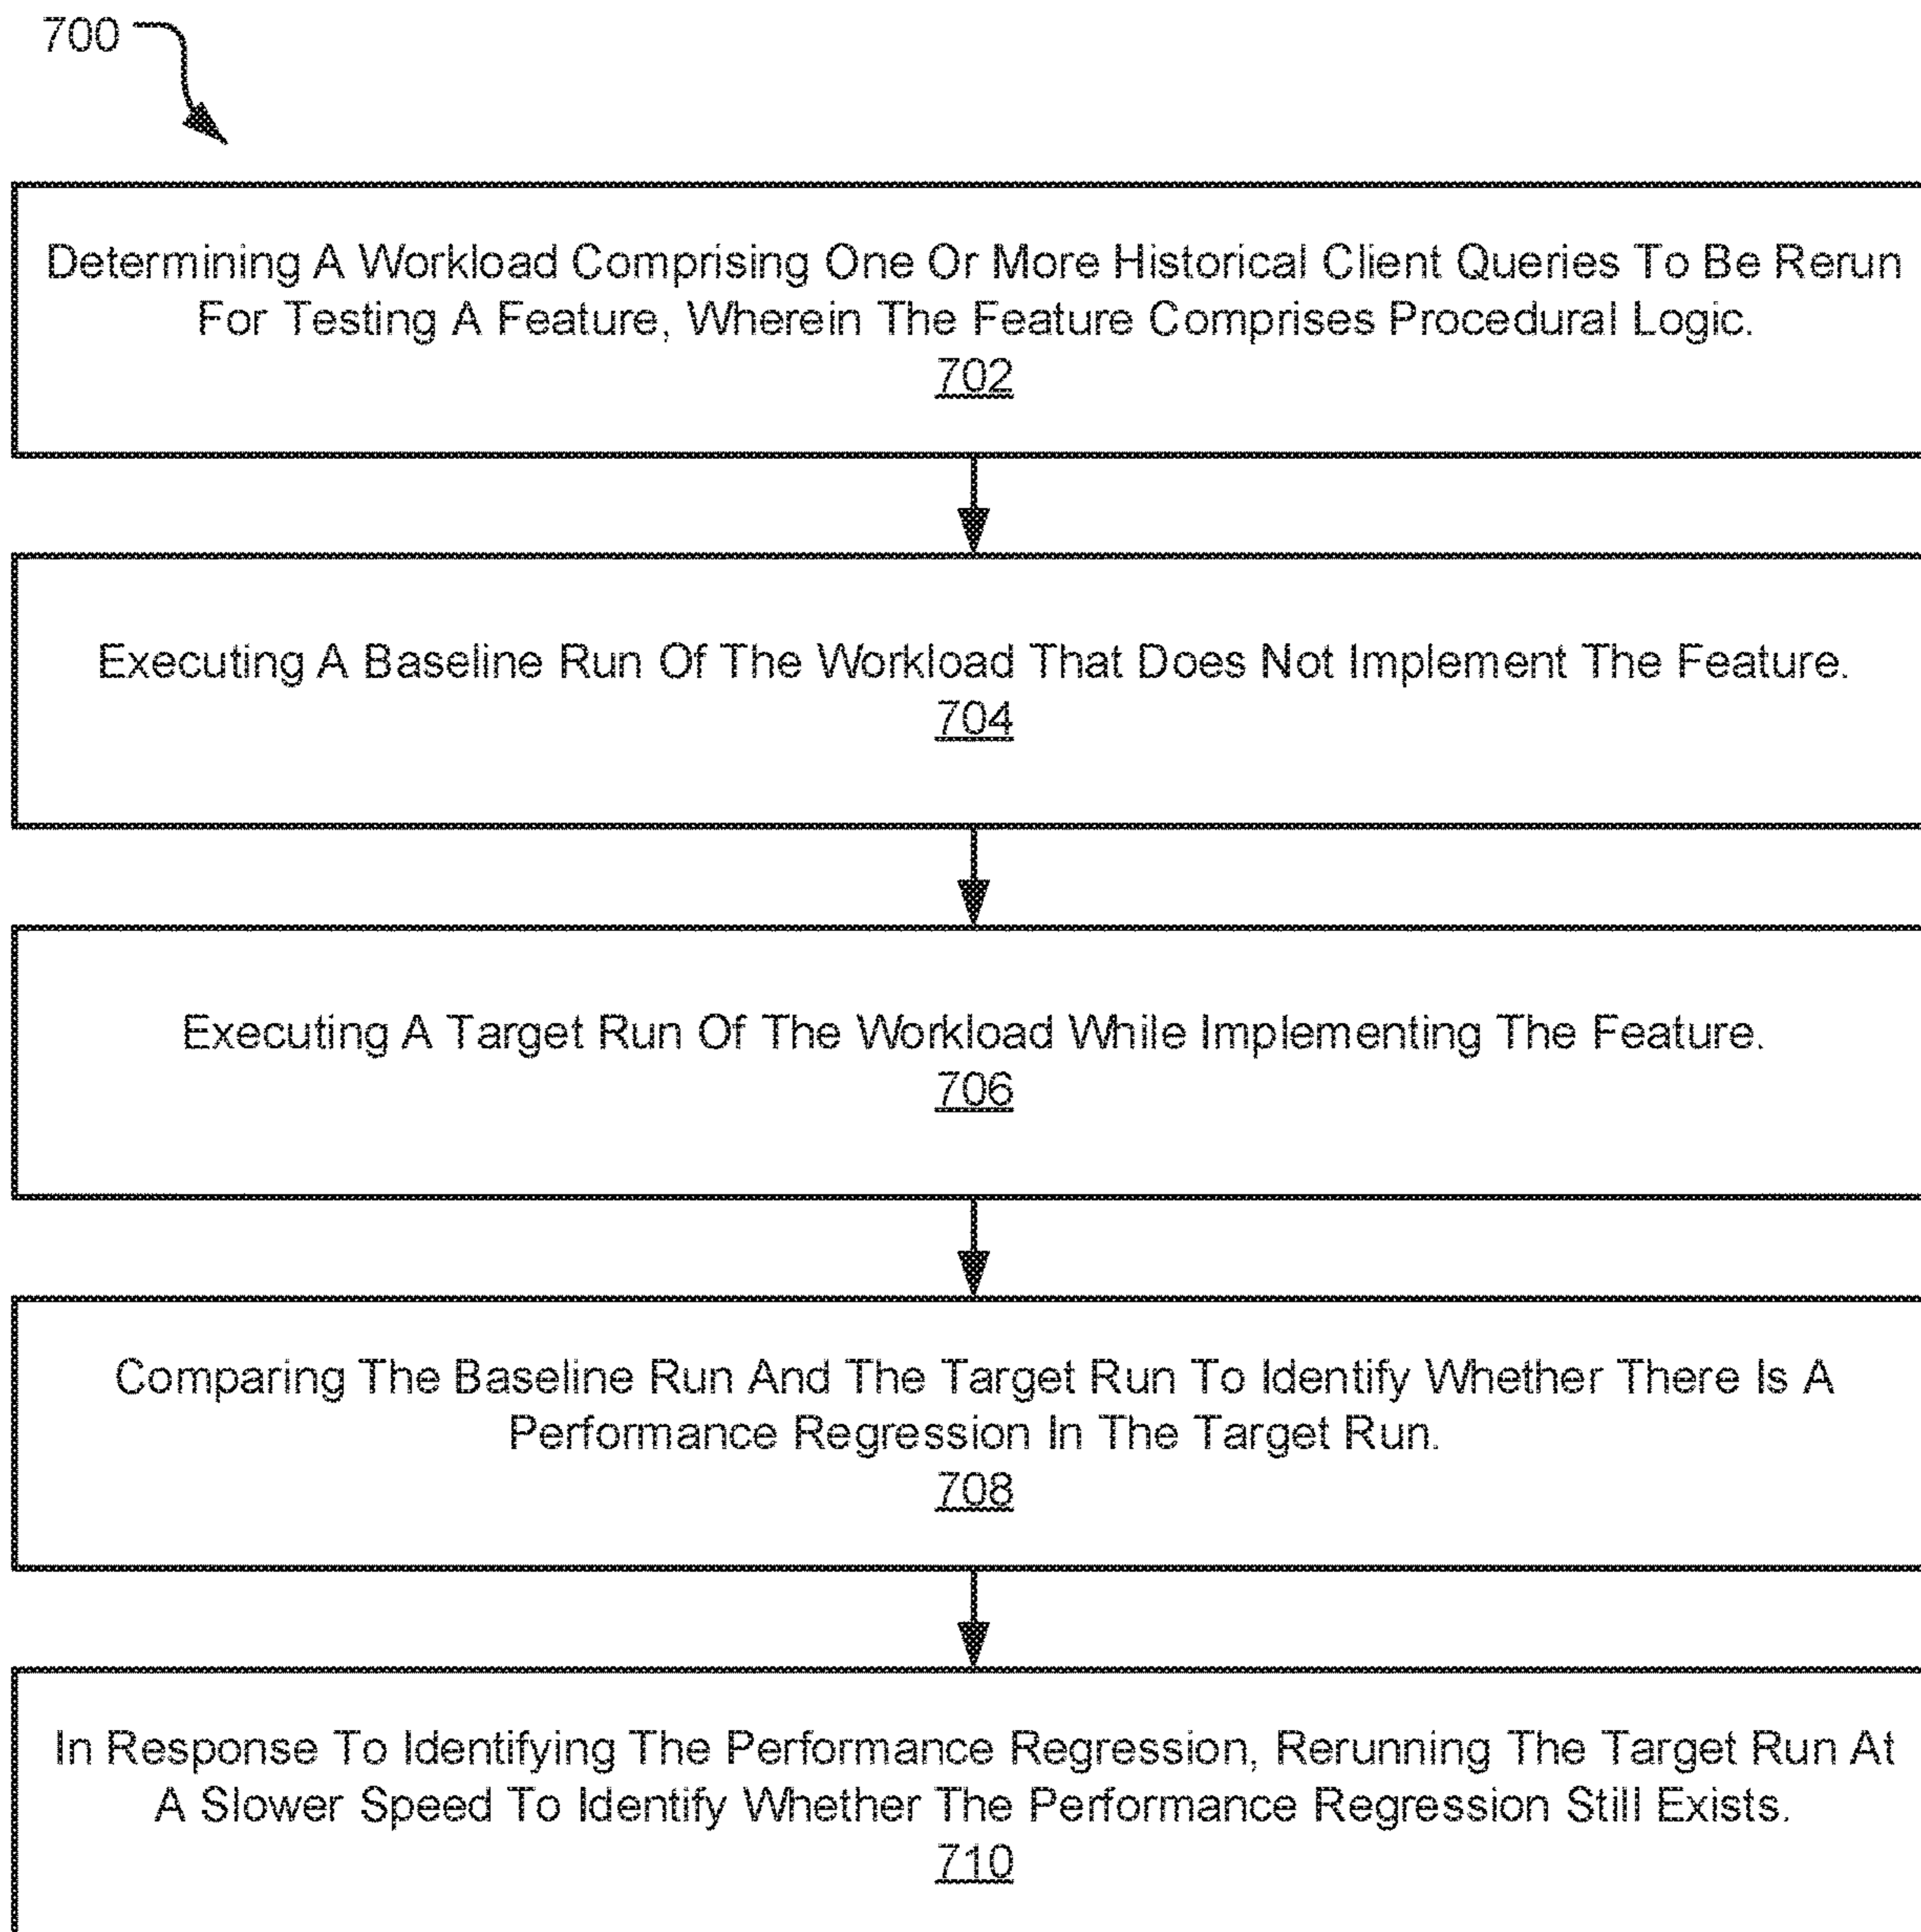 700
Determining A Workload Comprising One Or More Historical Client Queries To Be Rerun
For Testing A Feature, Wherein The Feature Comprises Procedural Logic.
702
Executing A Baseline Run Of The Workload That Does Not Implement The Feature.
704
Executing A Target Run Of The Workload While Implementing The Feature.
706
Comparing The Baseline Run And The Target Run To Identify Whether There Is A
Performance Regression In The Target Run.
708
In Response To Identifying The Performance Regression, Rerunning The Target Run At
A Slower Speed To Identify Whether The Performance Regression Still Exists.
710